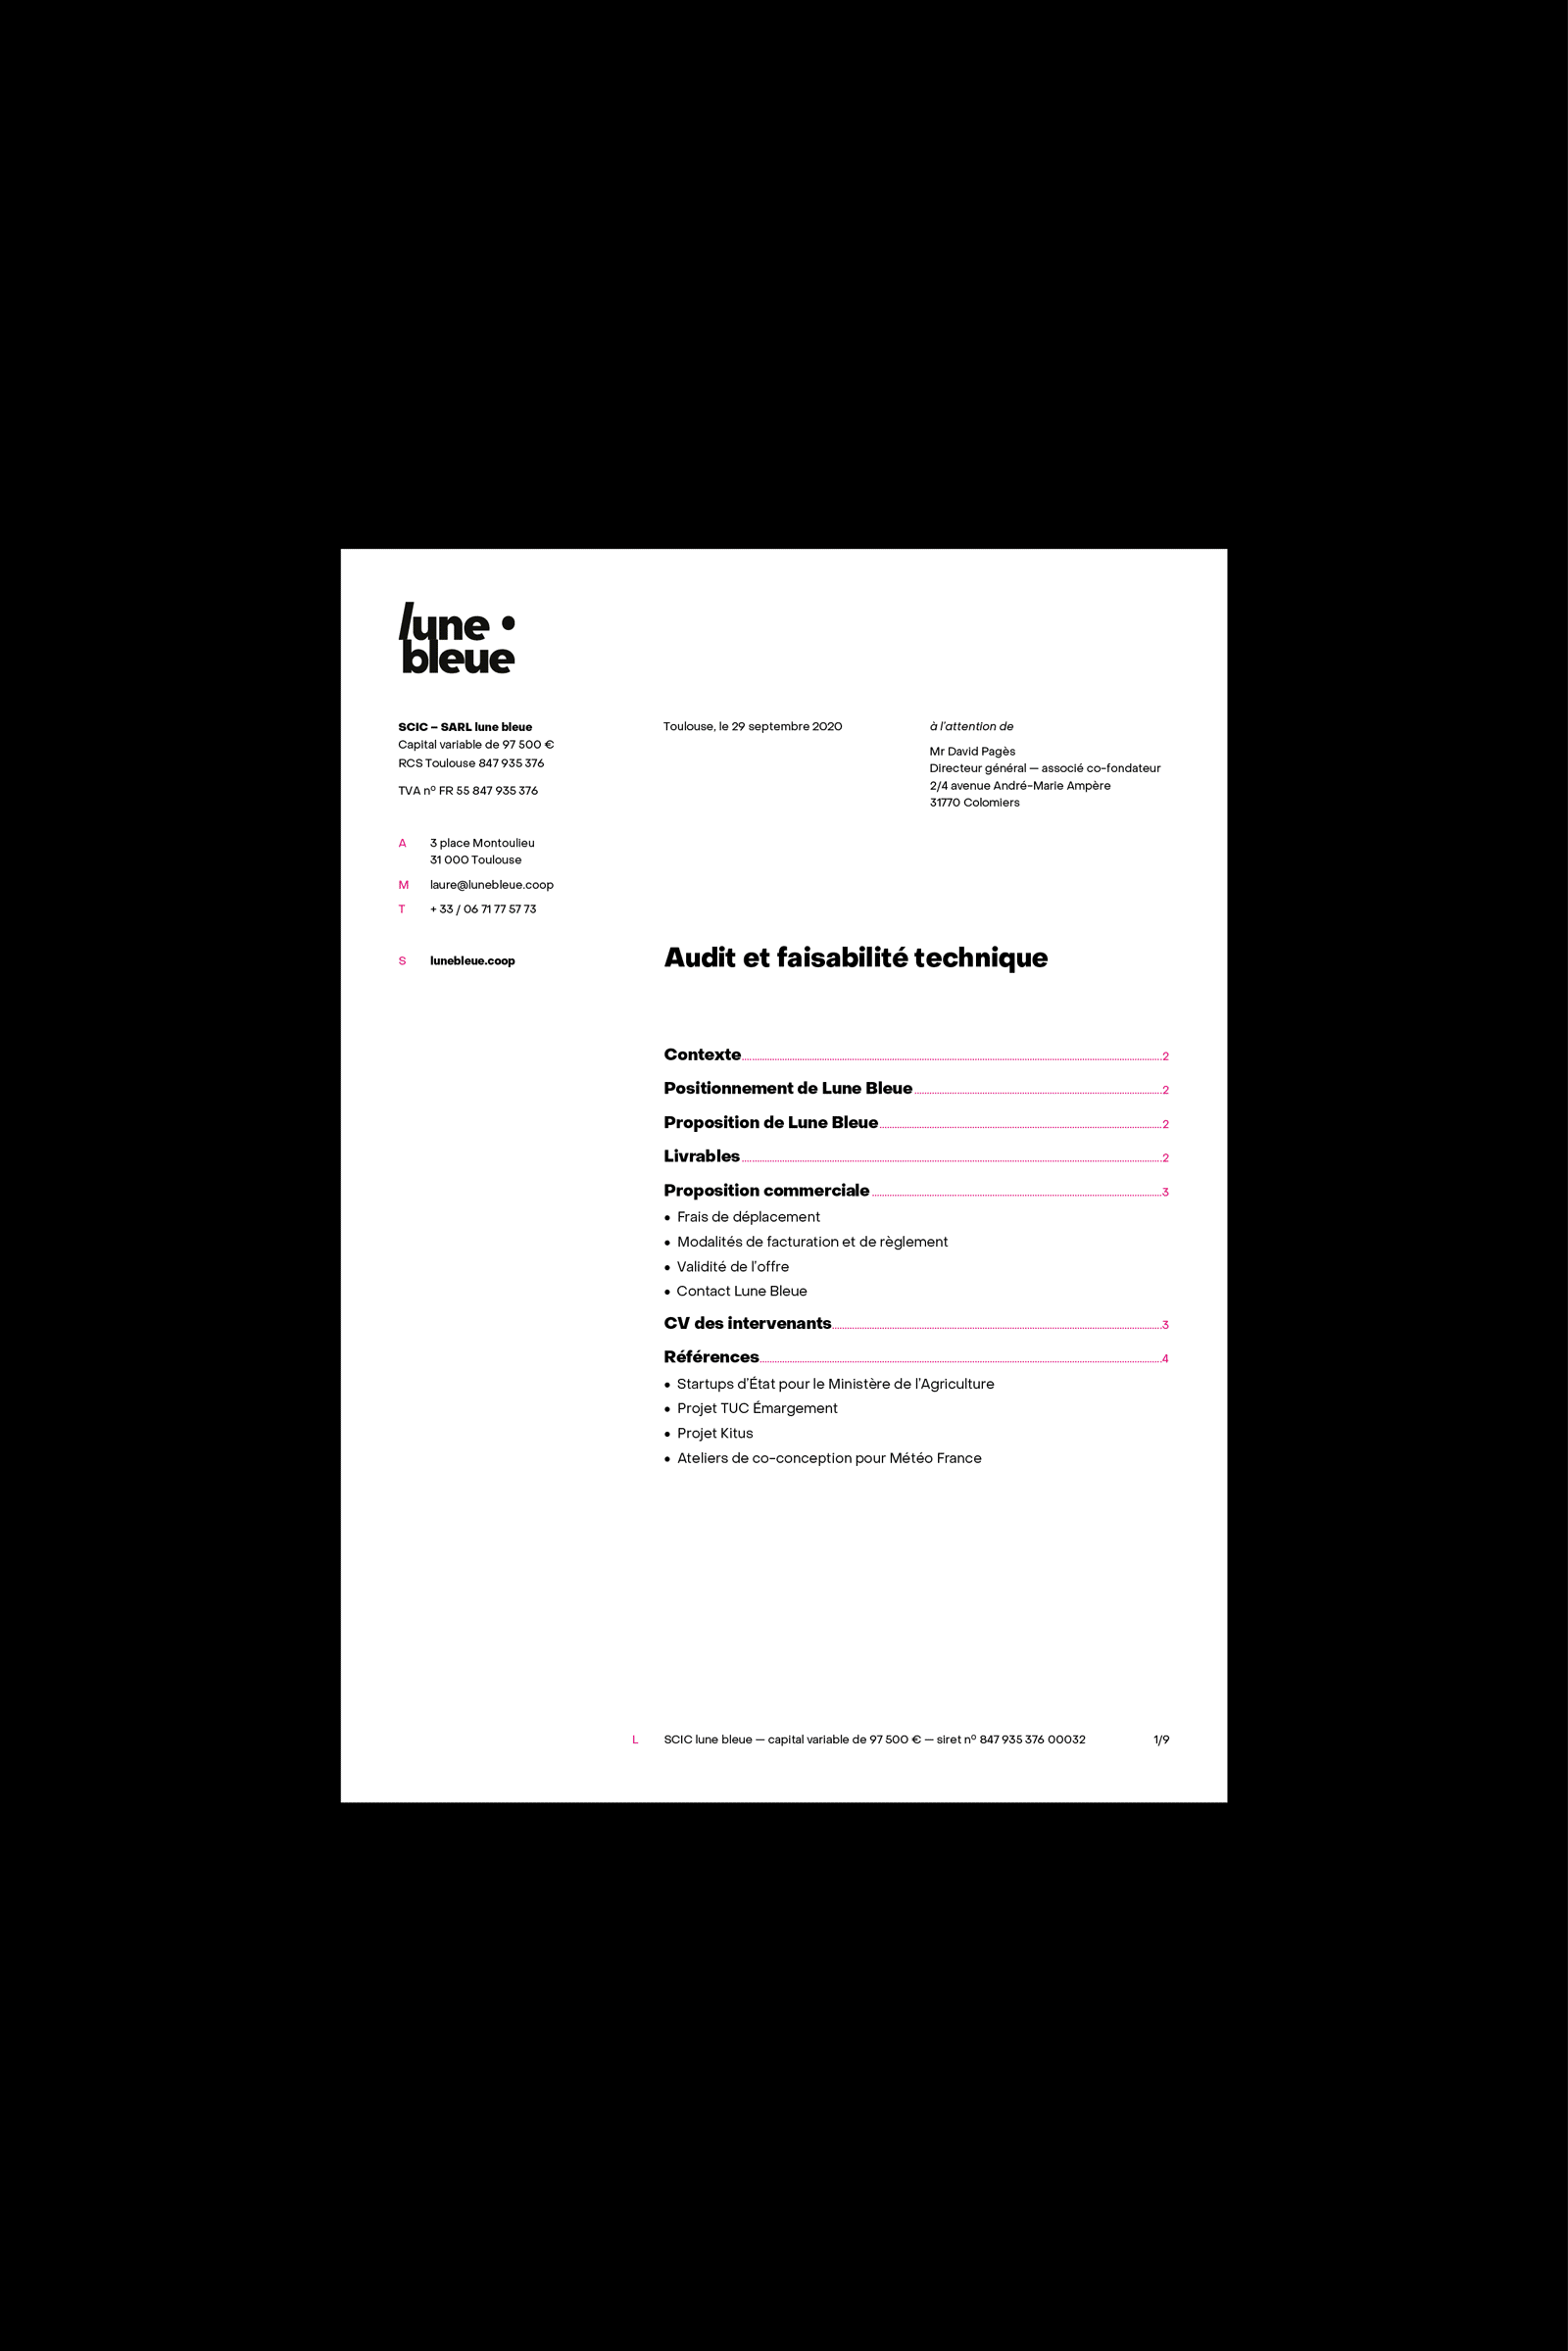 lune •
bleue
SCIC – SARL lune bleue
Capital variable de 97 500 €
RCS Toulouse 847 935 376
TVA nº FR 55 847 935 376
A 3 place Montoulieu
31 000 Toulouse
M laure@lunebleue.coop
T + 33 / 06 71 77 57 73
S lunebleue.coop
Toulouse, le 29 septembre 2020
à l'attention de
Mr David Pagès
Directeur général — associé co-fondateur
2/4 avenue André-Marie Ampère
31770 Colomiers
Audit et faisabilité technique
Contexte 2
Positionnement de Lune Bleue 2
Proposition de Lune Bleue 2
Livrables 2
Proposition commerciale 3
• Frais de déplacement
• Modalités de facturation et de règlement
• Validité de l'offre
• Contact Lune Bleue
CV des intervenants 3
Références 4
• Startups d'État pour le Ministère de l'Agriculture
• Projet TUC Émargement
• Projet Kitus
• Ateliers de co-conception pour Météo France
L SCIC lune bleue — capital variable de 97 500 € — siret nº 847 935 376 00032 1/9